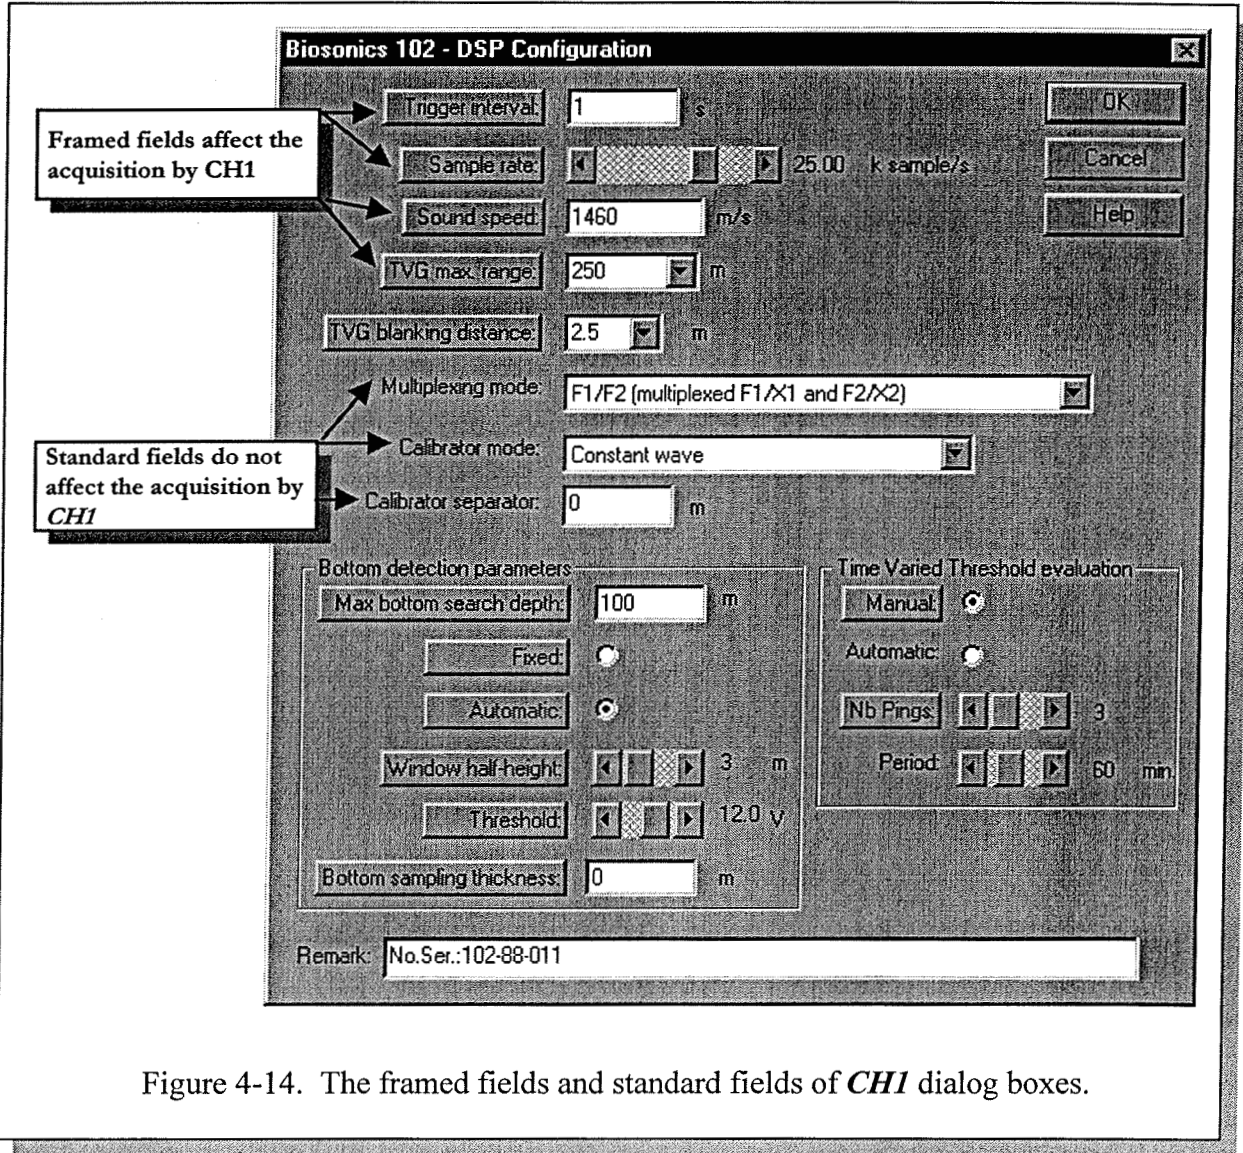 Biosonics 102 - DSP Configuration
Trigger interval: 1 s
OK
Framed fields affect the
acquisition by CH1
Sample rate: 25.00 k sample/s
Cancel
Sound speed: 1460 m/s
Help
TVG max. range: 250 m
TVG blanking distance: 2.5 m
Multiplexing mode: F1/F2 (multiplexed F1/X1 and F2/X2)
Standard fields do not
affect the acquisition by
CH1
Calibrator mode: Constant wave
Calibrator separator: 0 m
Bottom detection parameters
Max bottom search depth: 100 m
Fixed:
Automatic:
Window half-height: 3 m
Threshold: 12.0 V
Bottom sampling thickness: 0 m
Time Varied Threshold evaluation
Manual:
Automatic:
Nb Pings: 3
Period: 60 min
Remark: No.Ser.:102-88-011
Figure 4-14. The framed fields and standard fields of CH1 dialog boxes.